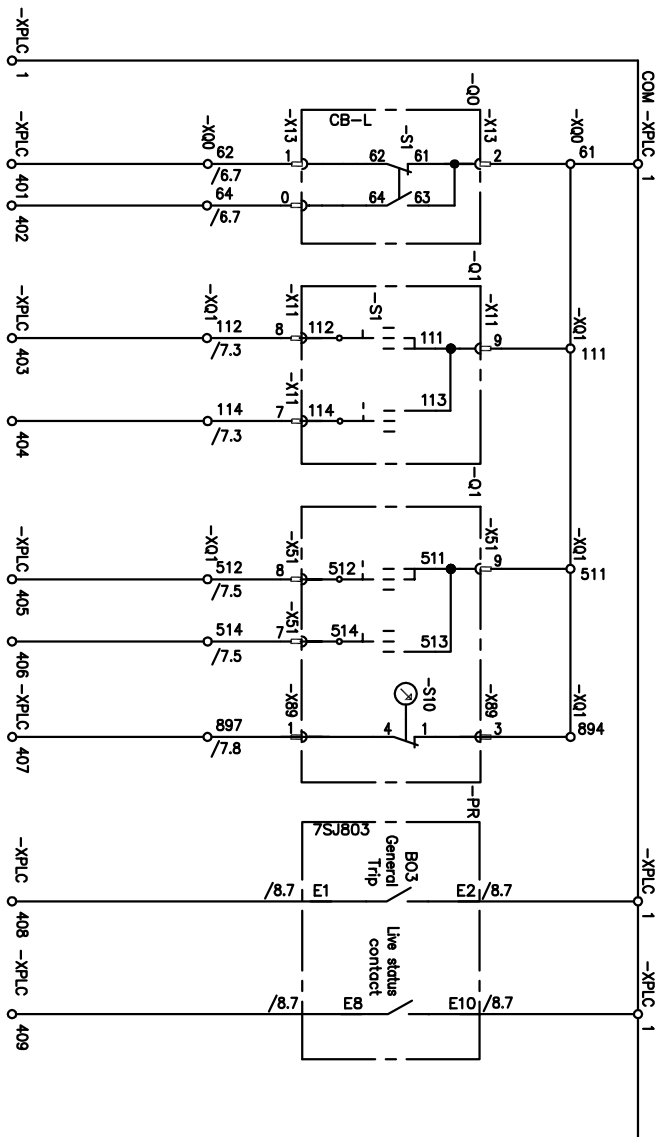 COM -XPLC 1
-XPLC 1
-Q0
-XQ0 61
-X13 2
CB-L
-S1
61
62
63
64
-X13 1
0
-XQ0 62
/6.7
64
/6.7
-XPLC 401
402
-Q1
-XQ1 111
-X11 9
-S1
111
112
113
114
-X11 8
-X11 7
-XQ1 112
/7.3
114
/7.3
-XPLC 403
404
-Q1
-XQ1 511
-X51 9
511
512
513
514
-X51 8
-X51 7
-XQ1 512
/7.5
514
/7.5
-XPLC 405
406
-XQ1 894
-X89 3
-S10
1
4
-X89 1
897
/7.8
-XPLC 407
-PR
7SJ803
-XPLC 1
/8.7
E2
BO3
General
Trip
E1
/8.7
-XPLC 408
-XPLC 1
/8.7
E10
Live status
contact
E8
/8.7
-XPLC 409